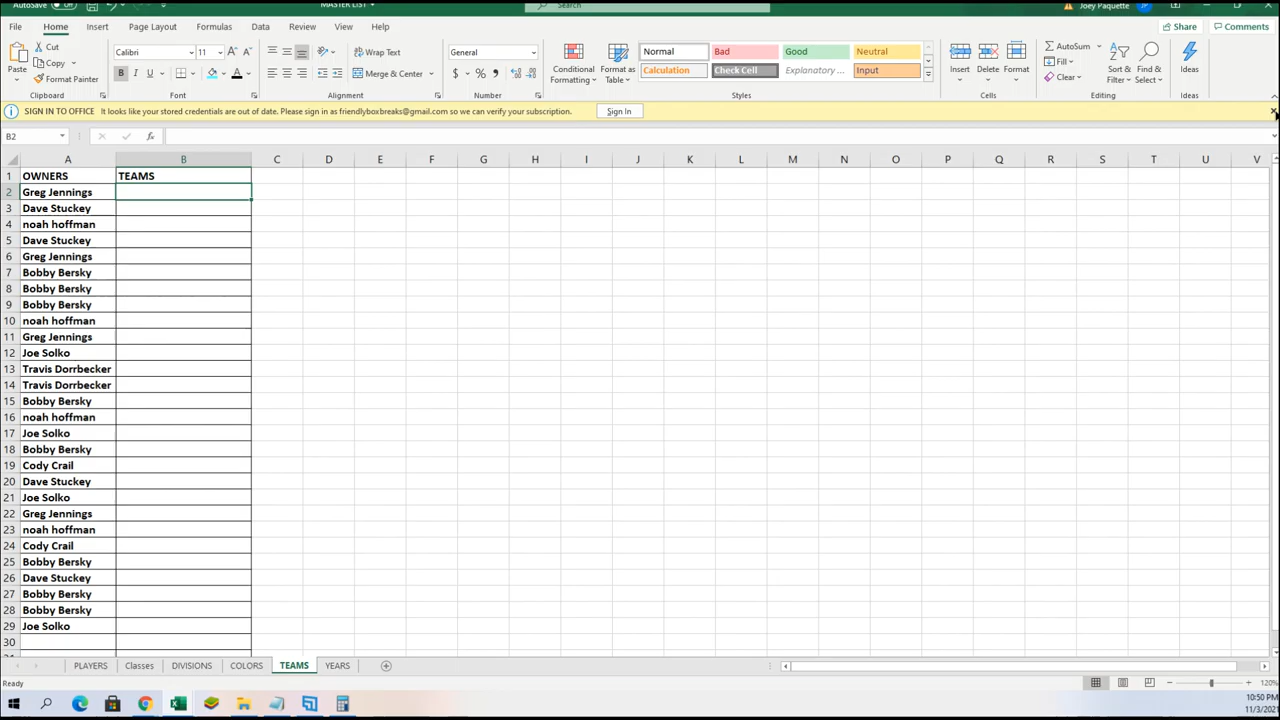 AutoSave Off MASTER LIST Search Joey Paquette JP
File Home Insert Page Layout Formulas Data Review View Help Share Comments
Paste Cut Copy Format Painter Clipboard
Calibri 11 B I U A Font
Wrap Text Merge & Center Alignment
General $ % Number
Conditional Formatting Format as Table
Normal Bad Good Neutral
Calculation Check Cell Explanatory ... Input
Styles
Insert Delete Format Cells
AutoSum Fill Clear Sort & Filter Find & Select Editing
Ideas Ideas
SIGN IN TO OFFICE It looks like your stored credentials are out of date. Please sign in as friendlyboxbreaks@gmail.com so we can verify your subscription. Sign In
B2 fx
A B C D E F G H I J K L M N O P Q R S T U V
1 OWNERS TEAMS
2 Greg Jennings
3 Dave Stuckey
4 noah hoffman
5 Dave Stuckey
6 Greg Jennings
7 Bobby Bersky
8 Bobby Bersky
9 Bobby Bersky
10 noah hoffman
11 Greg Jennings
12 Joe Solko
13 Travis Dorrbecker
14 Travis Dorrbecker
15 Bobby Bersky
16 noah hoffman
17 Joe Solko
18 Bobby Bersky
19 Cody Crail
20 Dave Stuckey
21 Joe Solko
22 Greg Jennings
23 noah hoffman
24 Cody Crail
25 Bobby Bersky
26 Dave Stuckey
27 Bobby Bersky
28 Bobby Bersky
29 Joe Solko
30
PLAYERS Classes DIVISIONS COLORS TEAMS YEARS
Ready 120%
10:50 PM
11/3/2021